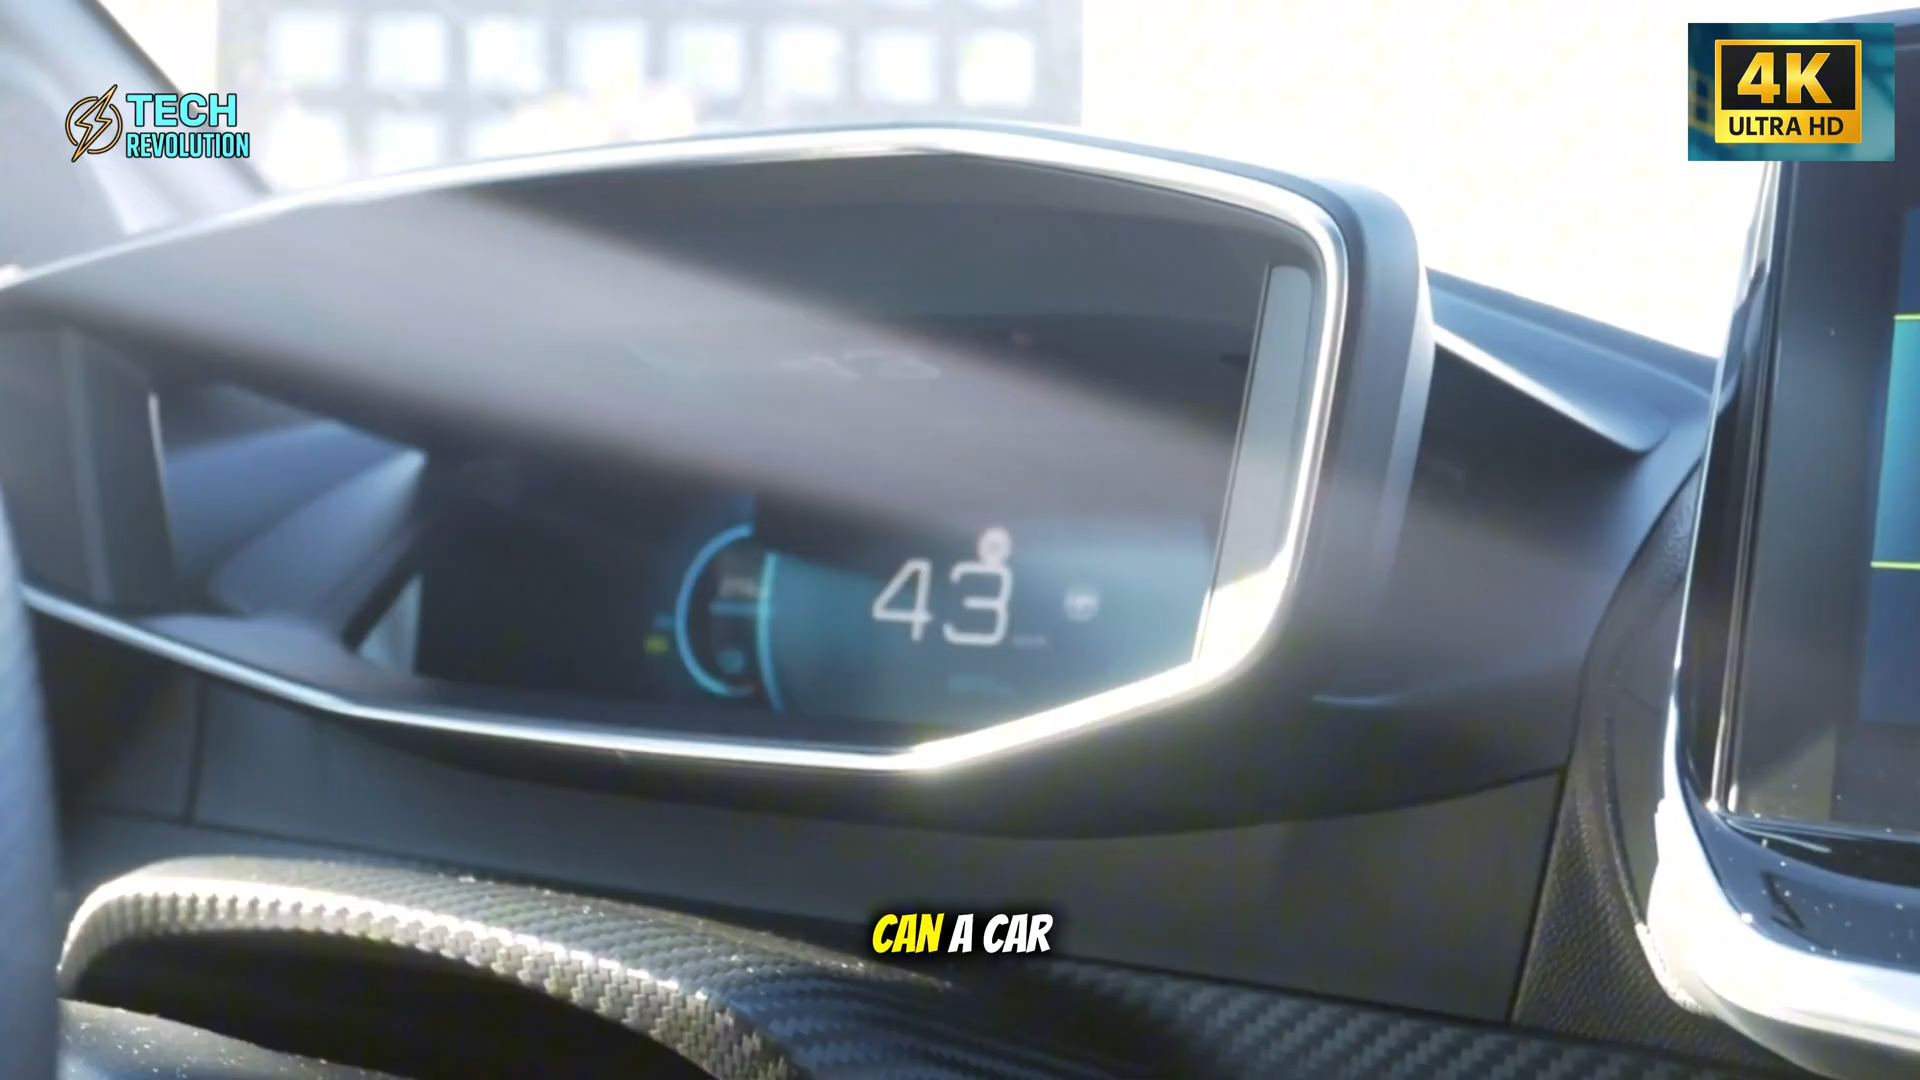 TECH
REVOLUTION
4K
ULTRA HD
43
CAN A CAR